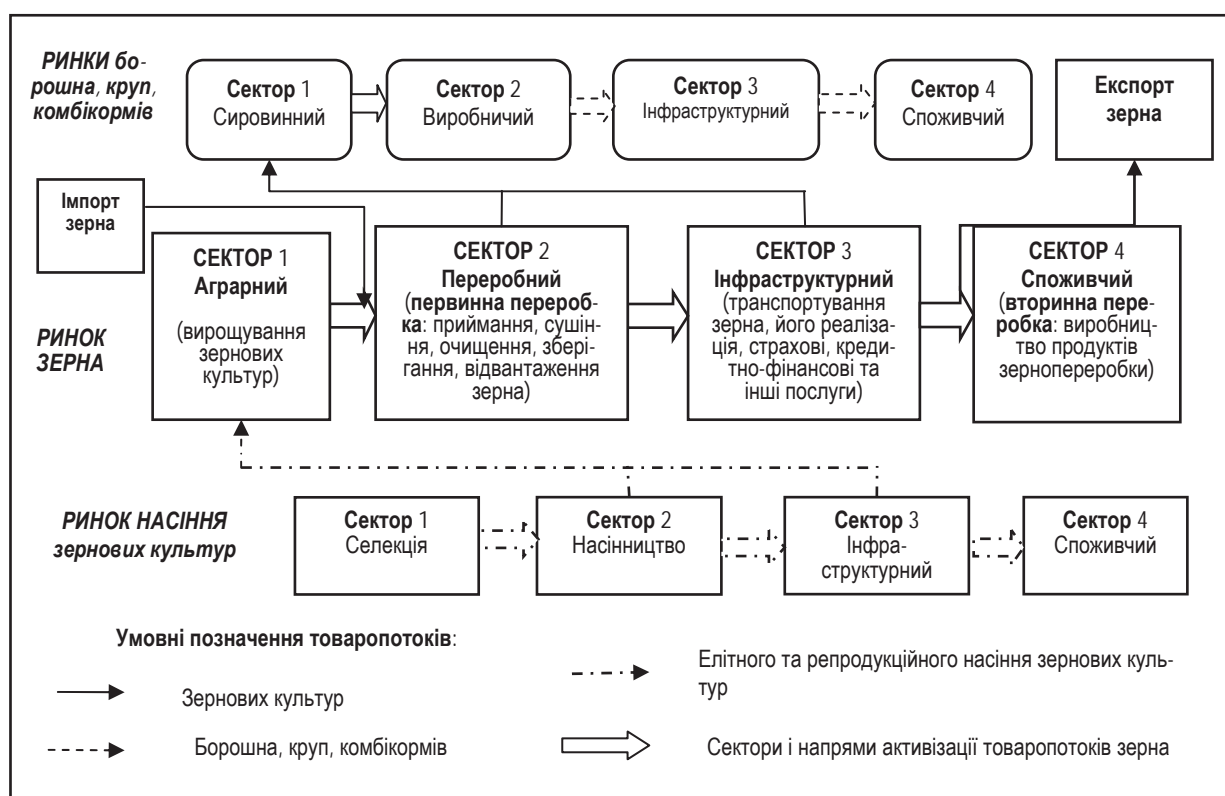 РИНКИ бо-
рошна, круп,
комбікормів
Сектор 1
Сировинний
Сектор 2
Виробничий
Сектор 3
Інфраструктурний
Сектор 4
Споживчий
Експорт
зерна
Імпорт
зерна
РИНОК
ЗЕРНА
СЕКТОР 1
Аграрний
(вирощування
зернових
культур)
СЕКТОР 2
Переробний
(первинна перероб-
ка: приймання, сушін-
ня, очищення, збері-
гання, відвантаження
зерна)
СЕКТОР 3
Інфраструктурний
(транспортування
зерна, його реаліза-
ція, страхові, креди-
тно-фінансові та
інші послуги)
СЕКТОР 4
Споживчий
(вторинна пере-
робка: виробниц-
тво продуктів
зернопереробки)
РИНОК НАСІННЯ
зернових культур
Сектор 1
Селекція
Сектор 2
Насінництво
Сектор 3
Інфра-
структурний
Сектор 4
Споживчий
Умовні позначення товаропотоків:
Зернових культур
Борошна, круп, комбікормів
Елітного та репродукційного насіння зернових куль-
тур
Сектори і напрями активізації товаропотоків зерна